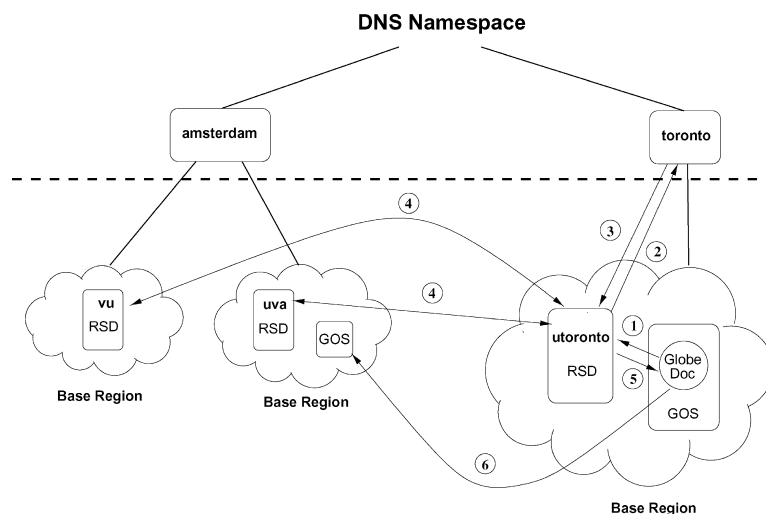 DNS Namespace
amsterdam
toronto
4
3
2
vu
RSD
uva
RSD
GOS
4
1
utoronto
RSD
Globe
Doc
5
GOS
Base Region
Base Region
6
Base Region